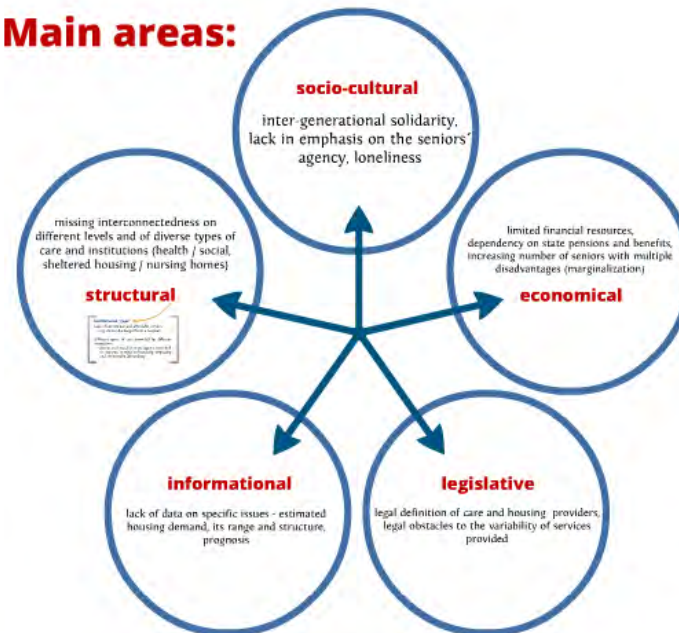 Main areas:
socio-cultural
inter-generational solidarity,
lack in emphasis on the seniors´
agency, loneliness
missing interconnectedness on
different levels and of diverse types of
care and institutions (health / social,
sheltered housing / nursing homes)
structural
limited financial resources,
dependency on state pensions and benefits,
increasing number of seniors with multiple
disadvantages (marginalization)
economical
informational
lack of data on specific issues - estimated
housing demand, its range and structure,
prognosis
legislative
legal definition of care and housing providers,
legal obstacles to the variability of services
provided